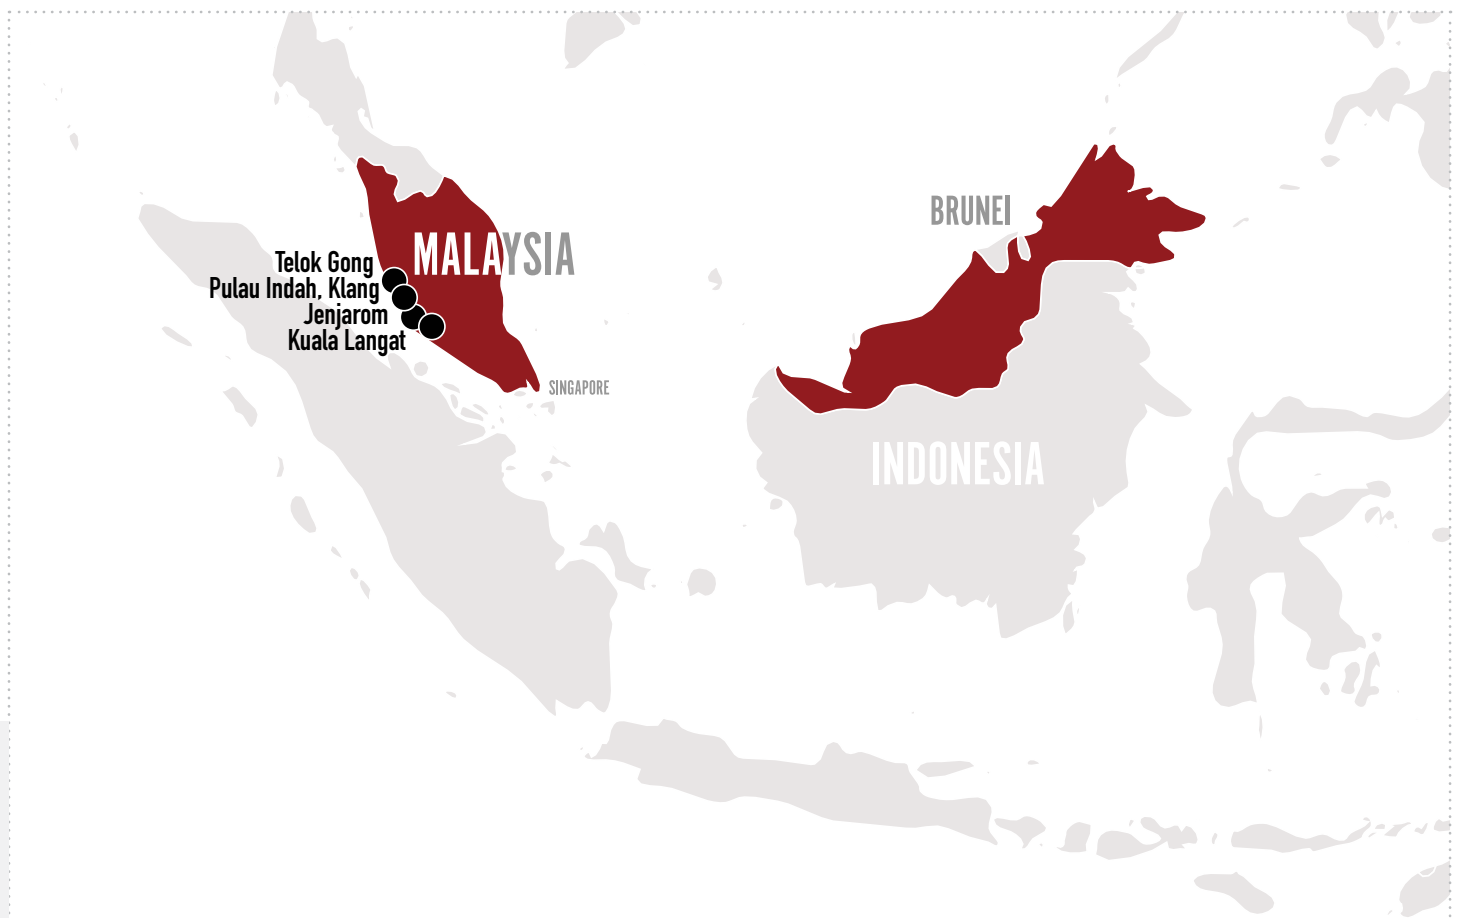 BRUNEI
MALAYSIA
Telok Gong
Pulau Indah, Klang
Jenjarom
Kuala Langat
SINGAPORE
INDONESIA